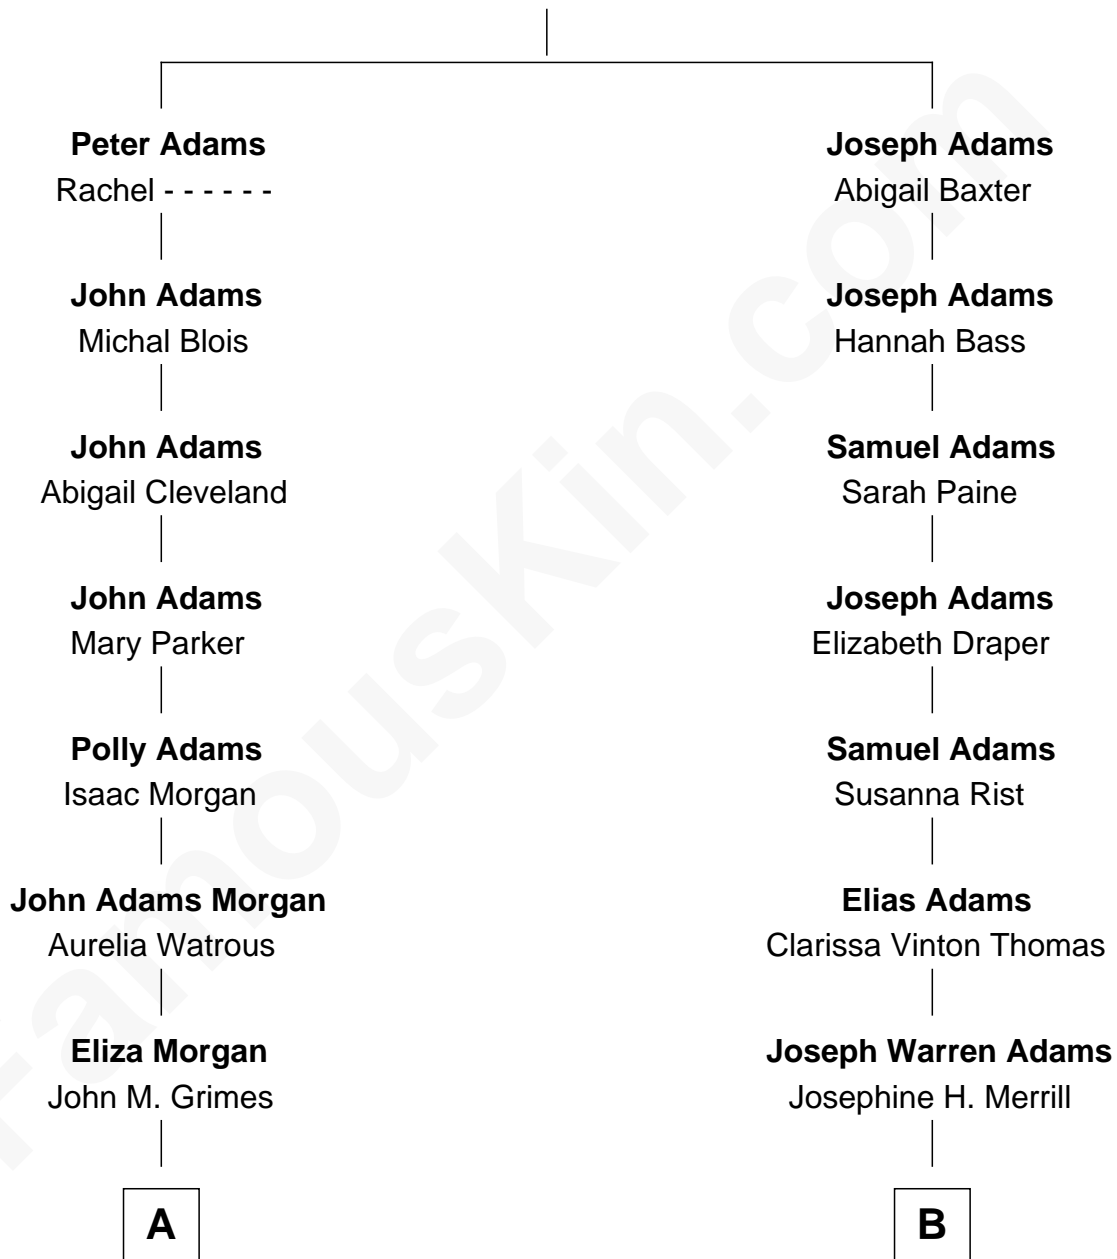 Peter Adams
Rachel - - - - - -
John Adams
Michal Blois
John Adams
Abigail Cleveland
John Adams
Mary Parker
Polly Adams
Isaac Morgan
John Adams Morgan
Aurelia Watrous
Eliza Morgan
John M. Grimes
A
Joseph Adams
Abigail Baxter
Joseph Adams
Hannah Bass
Samuel Adams
Sarah Paine
Joseph Adams
Elizabeth Draper
Samuel Adams
Susanna Rist
Elias Adams
Clarissa Vinton Thomas
Joseph Warren Adams
Josephine H. Merrill
B
FamousKin.com